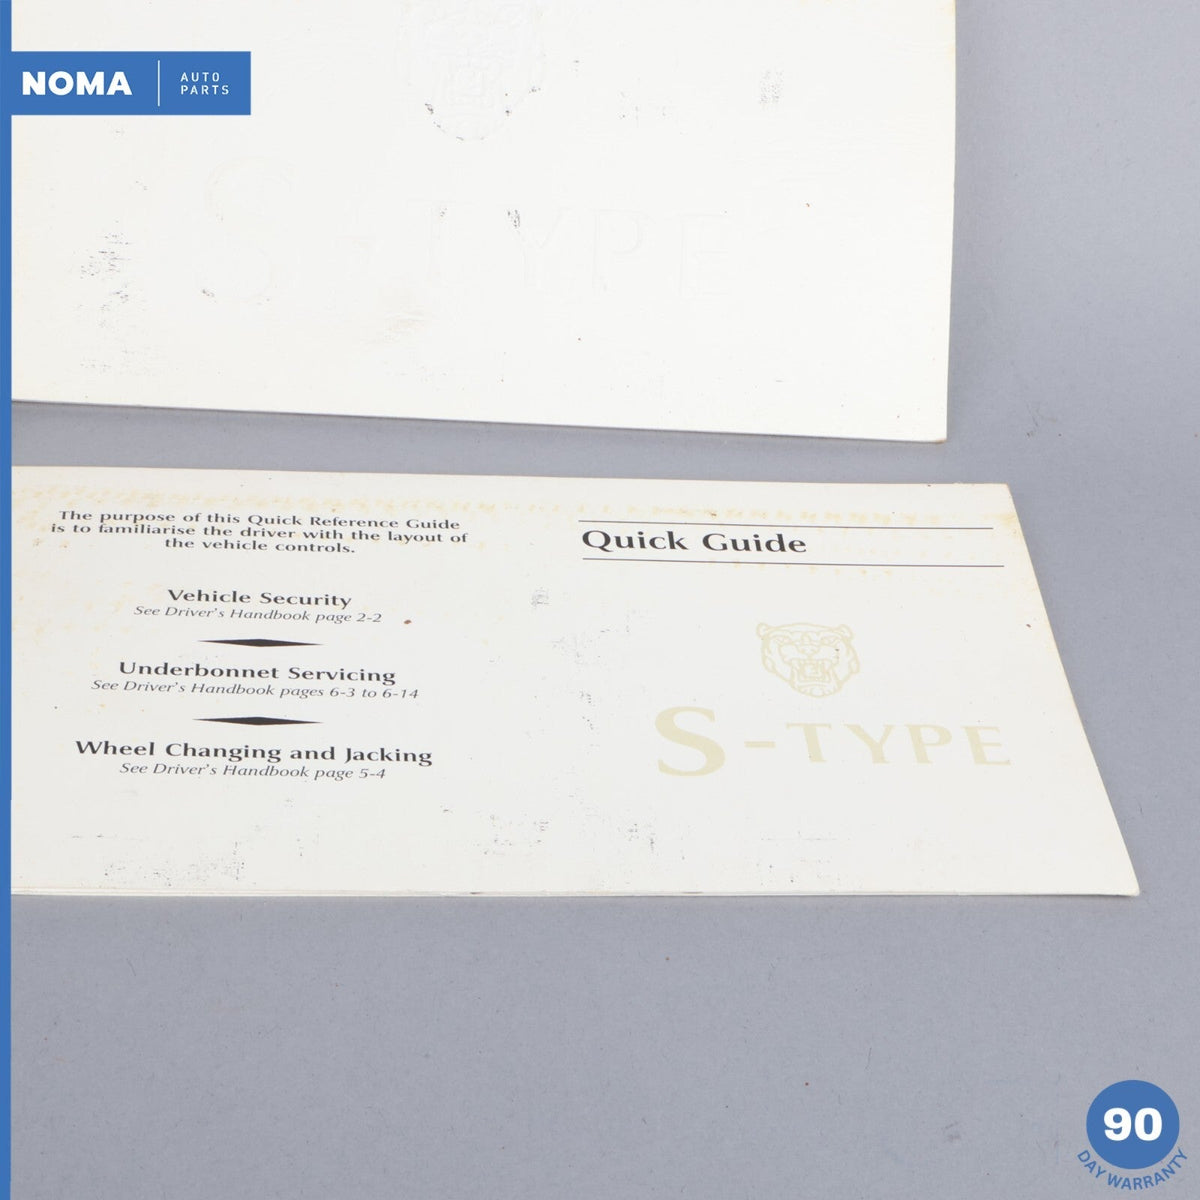 NOMA
AUTO
PARTS
S-TYPE
The purpose of this Quick Reference Guide
is to familiarise the driver with the layout of
the vehicle controls.
Vehicle Security
See Driver's Handbook page 2-2
Underbonnet Servicing
See Driver's Handbook pages 6-3 to 6-14
Wheel Changing and Jacking
See Driver's Handbook page 5-4
Quick Guide
S-TYPE
90
DAY WARRANTY